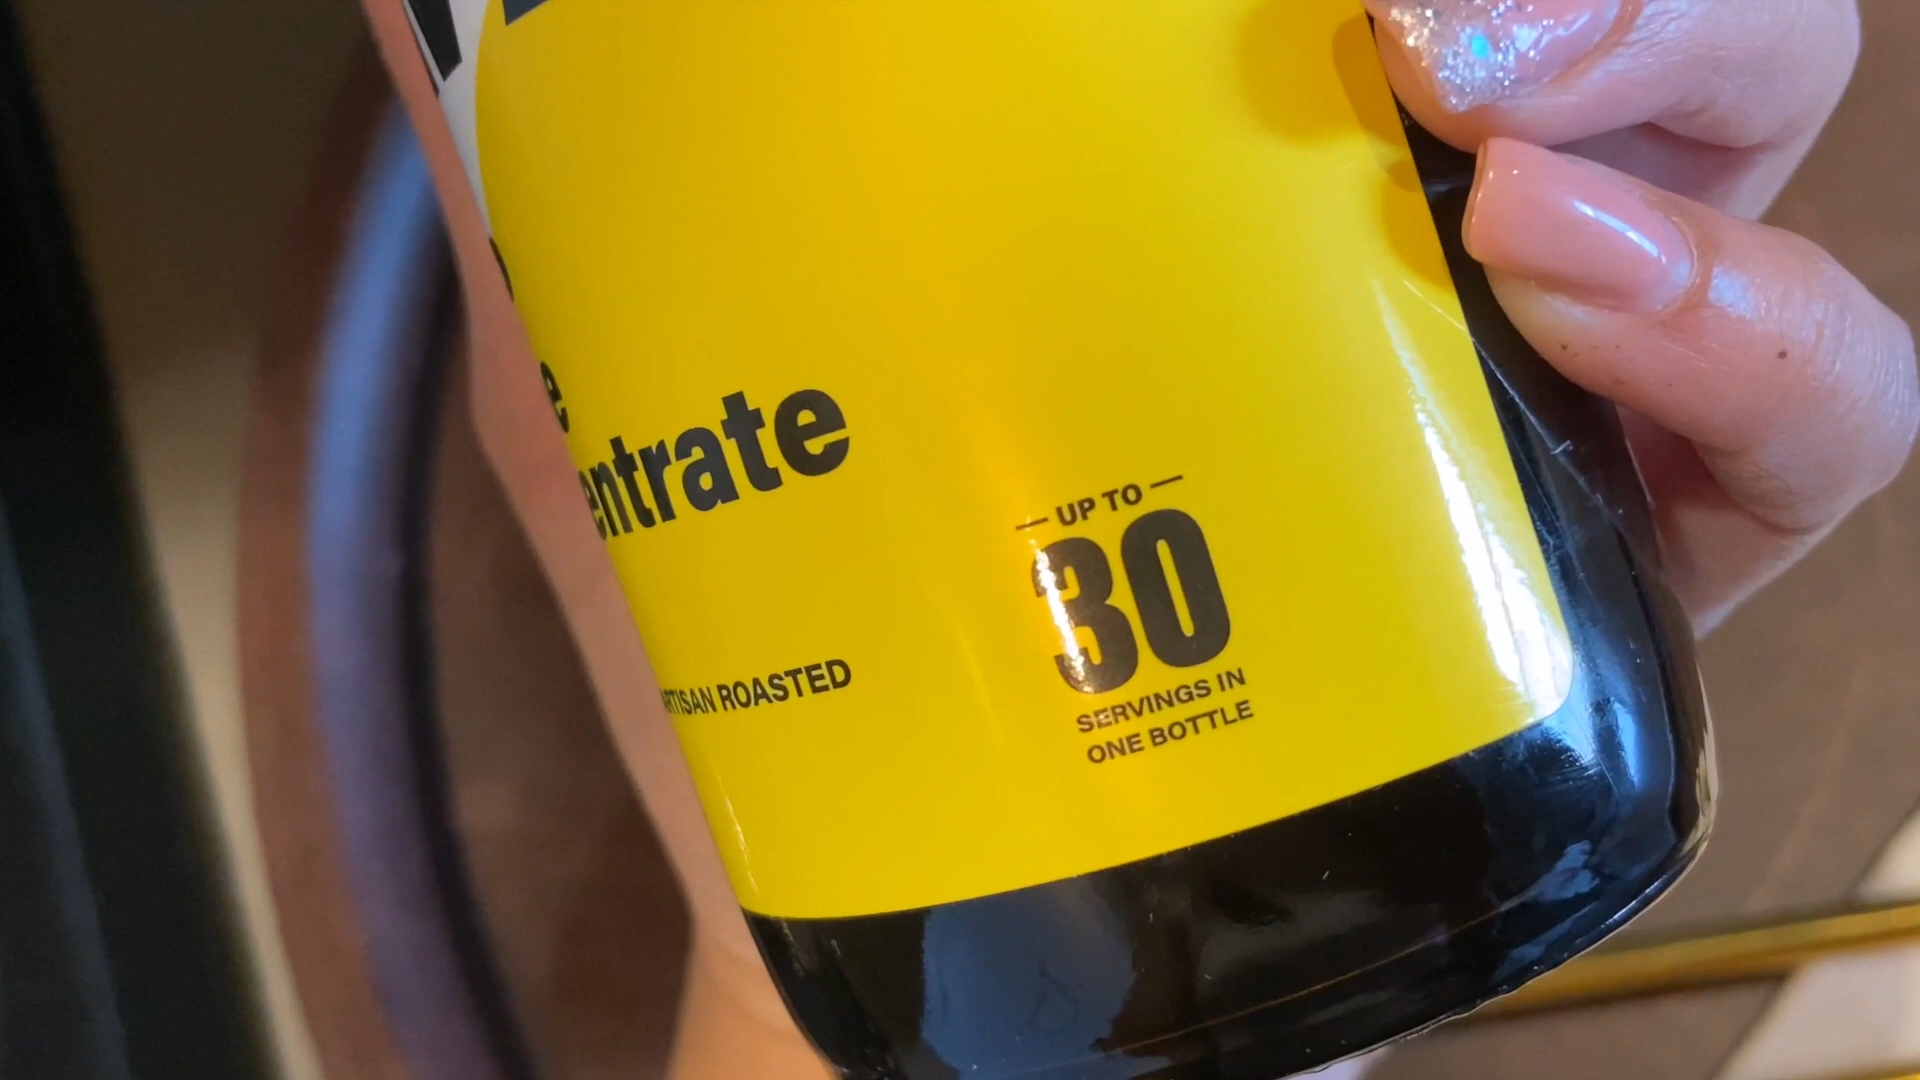 e
entrate
ARTISAN ROASTED
— UP TO —
30
SERVINGS IN
ONE BOTTLE